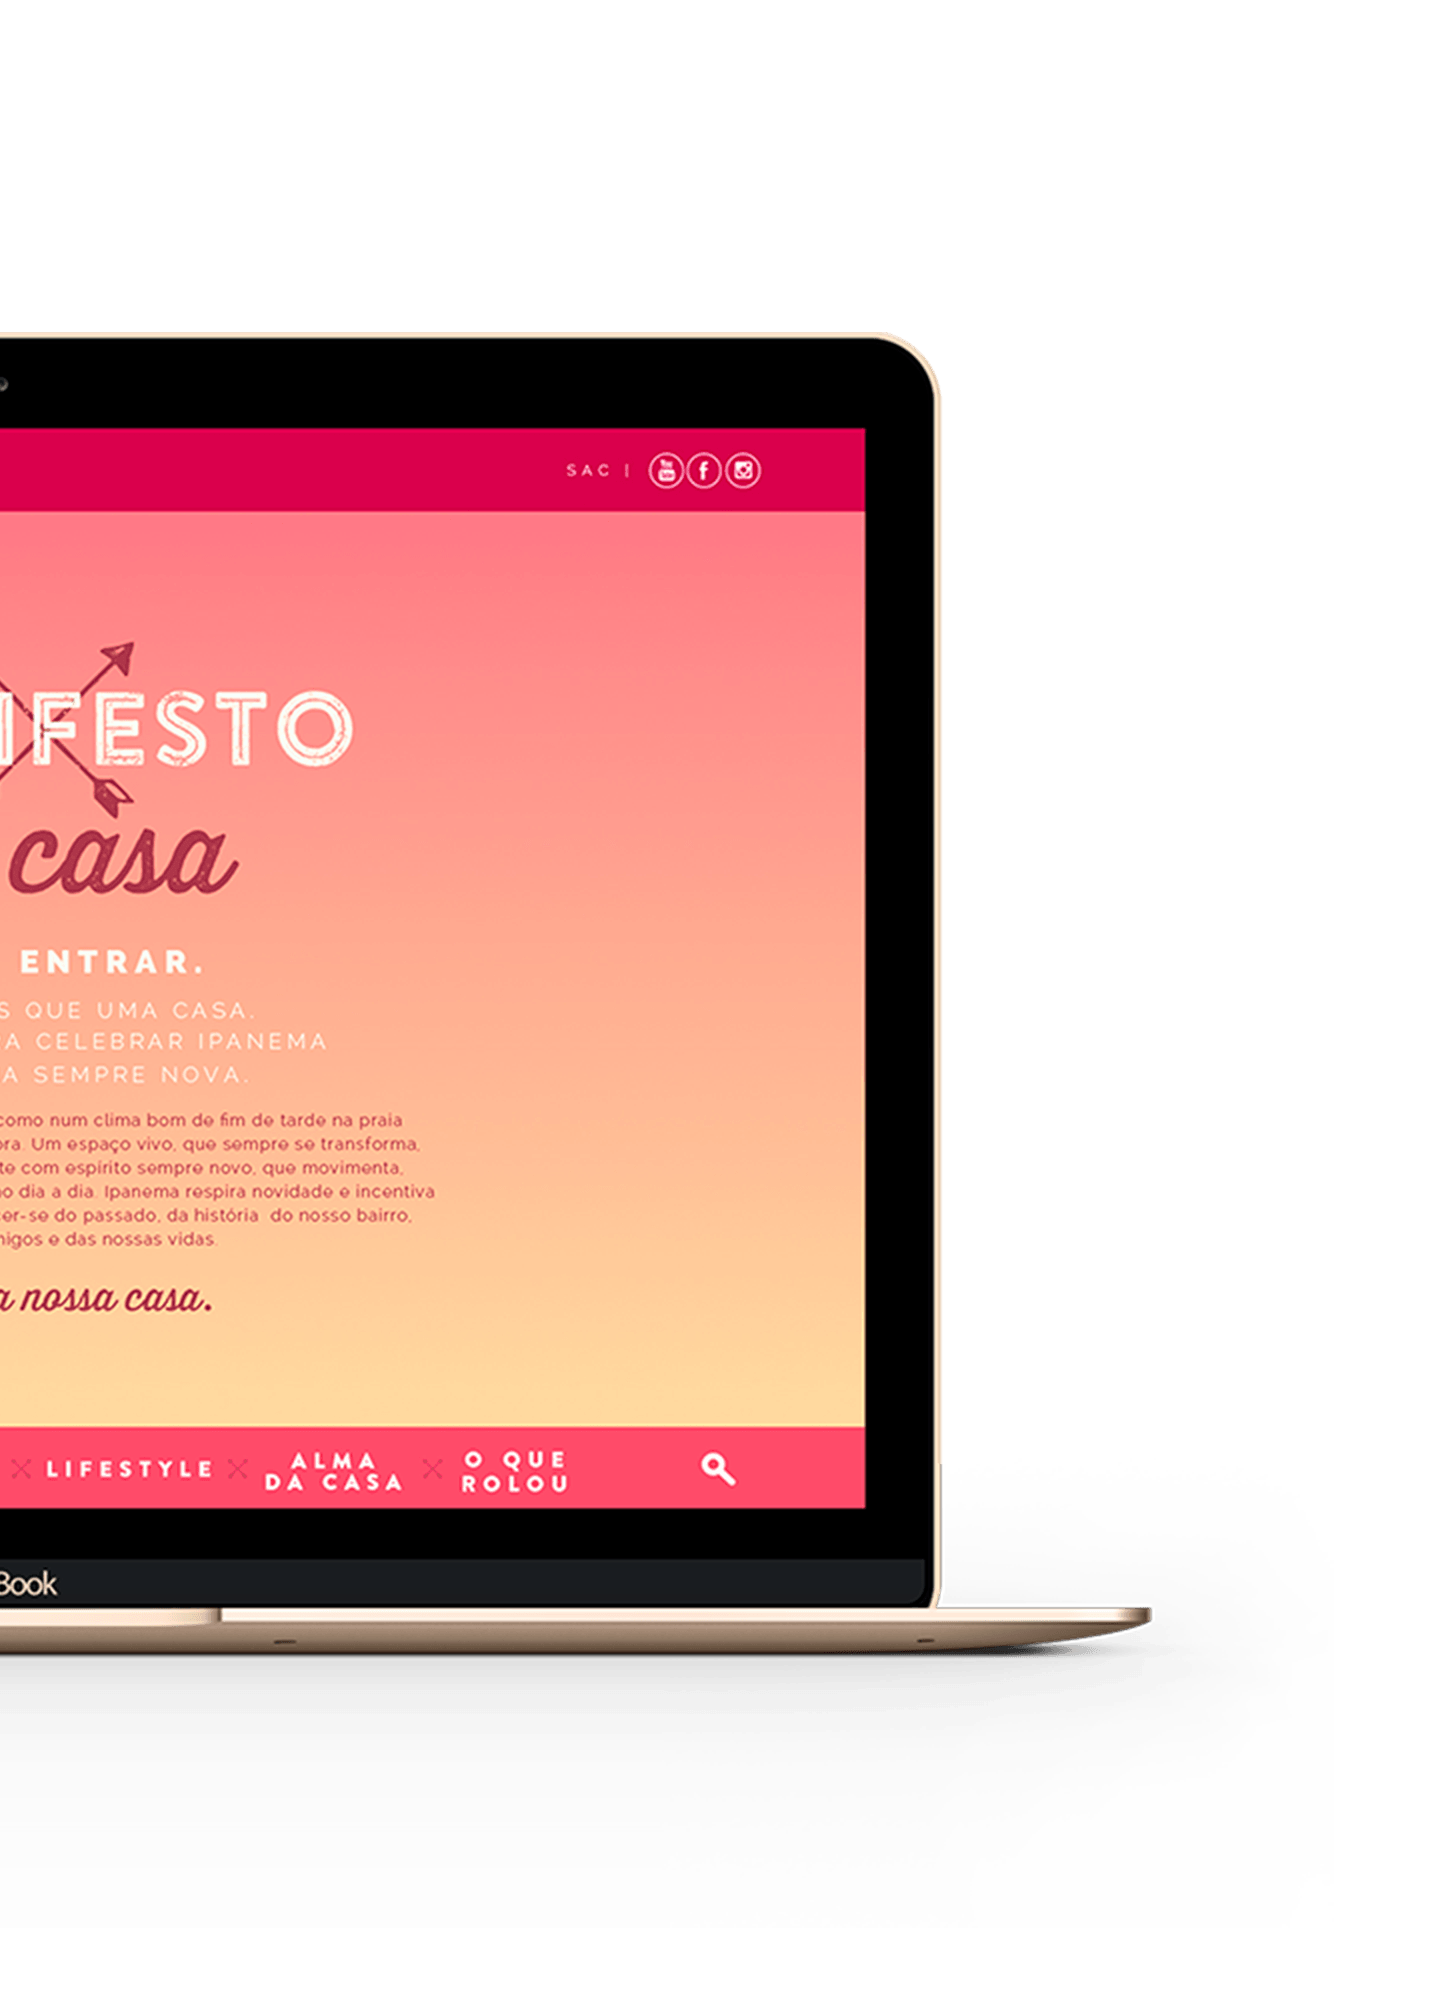 SAC |
IFESTO
casa
ENTRAR.
S QUE UMA CASA.
A CELEBRAR IPANEMA
A SEMPRE NOVA.
como num clima bom de fim de tarde na praia
ora. Um espaço vivo, que sempre se transforma,
te com espírito sempre novo, que movimenta,
o dia a dia. Ipanema respira novidade e incentiva
cer-se do passado, da história do nosso bairro,
migos e das nossas vidas.
a nossa casa.
LIFESTYLE
ALMA
DA CASA
O QUE
ROLOU
Book